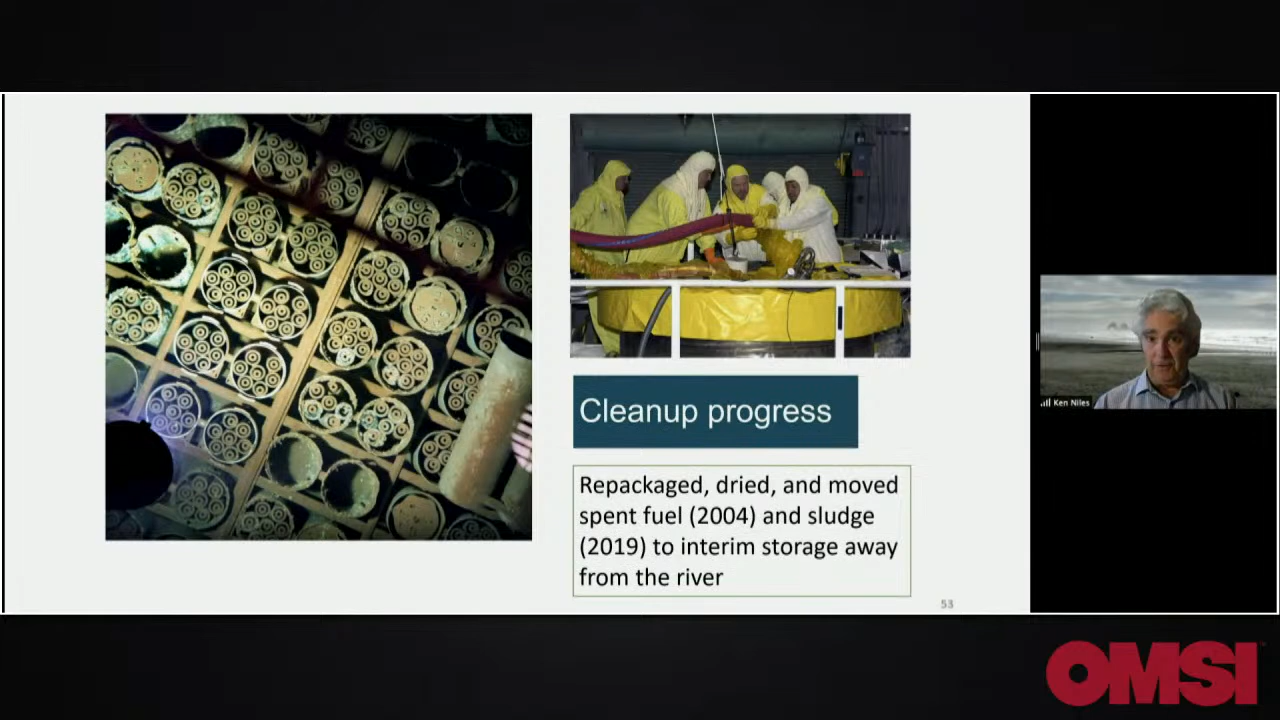 Cleanup progress
Repackaged, dried, and moved
spent fuel (2004) and sludge
(2019) to interim storage away
from the river
53
Ken Niles
OMSI